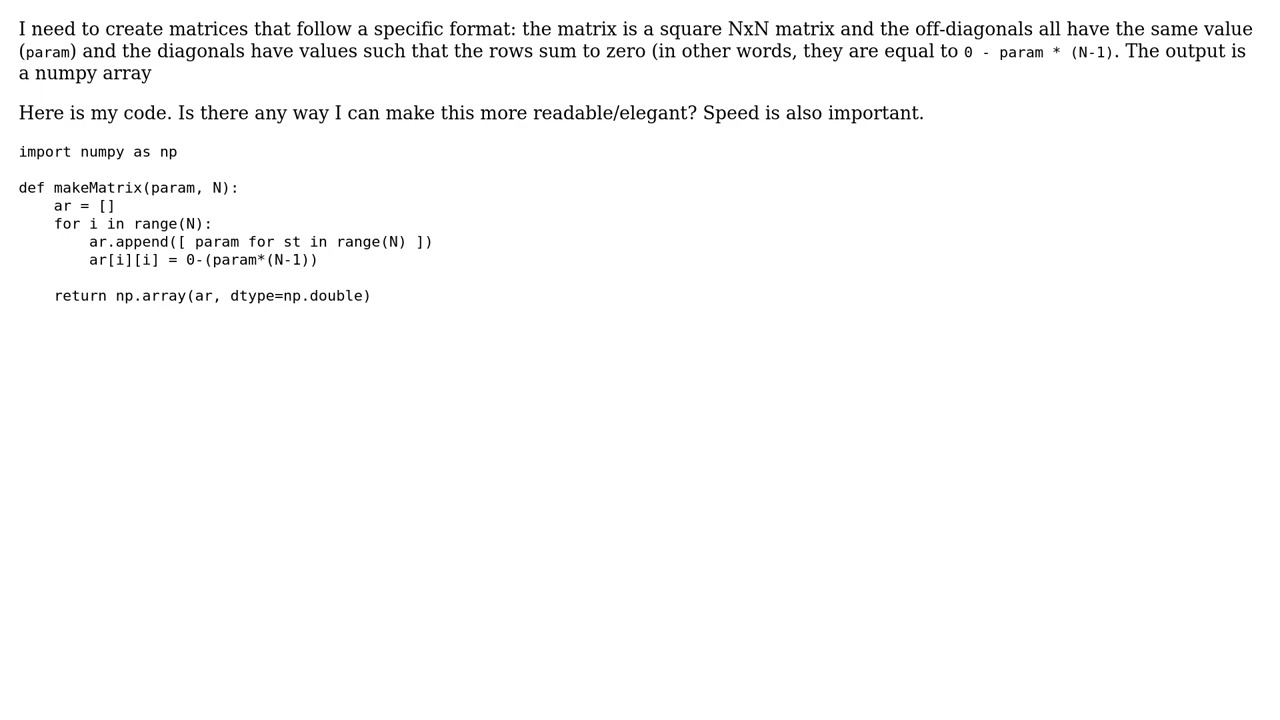 I need to create matrices that follow a specific format: the matrix is a square NxN matrix and the off-diagonals all have the same value
(param) and the diagonals have values such that the rows sum to zero (in other words, they are equal to 0 - param * (N-1). The output is
a numpy array
Here is my code. Is there any way I can make this more readable/elegant? Speed is also important.
import numpy as np
def makeMatrix(param, N):
    ar = []
    for i in range(N):
        ar.append([ param for st in range(N) ])
        ar[i][i] = 0-(param*(N-1))
    return np.array(ar, dtype=np.double)